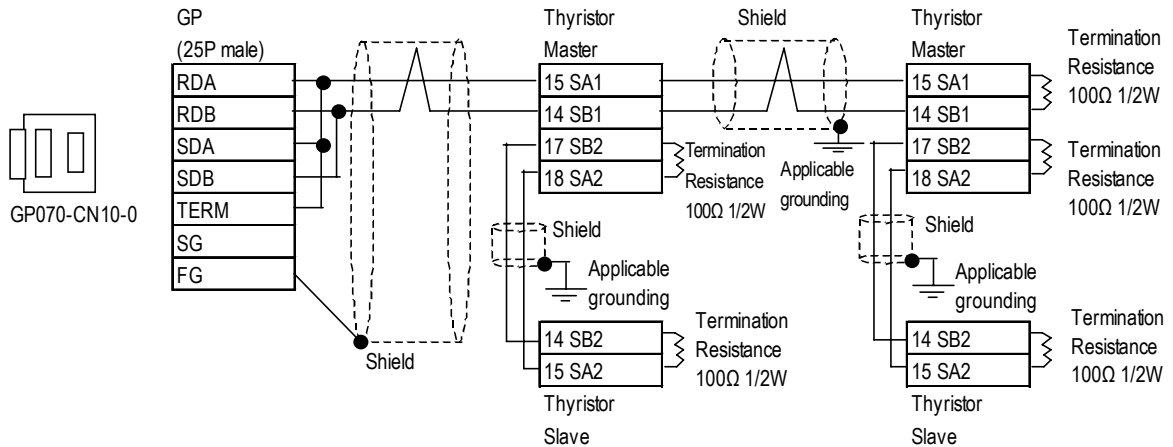 GP
(25P male)
RDA
RDB
SDA
SDB
TERM
SG
FG
GP070-CN10-0
Shield
Thyristor
Master
15 SA1
14 SB1
17 SB2
18 SA2
Termination
Resistance
100Ω 1/2W
Shield
Applicable
grounding
14 SB2
15 SA2
Thyristor
Slave
Termination
Resistance
100Ω 1/2W
Shield
Applicable
grounding
Thyristor
Master
15 SA1
14 SB1
17 SB2
18 SA2
Termination
Resistance
100Ω 1/2W
Termination
Resistance
100Ω 1/2W
Shield
Applicable
grounding
14 SB2
15 SA2
Thyristor
Slave
Termination
Resistance
100Ω 1/2W